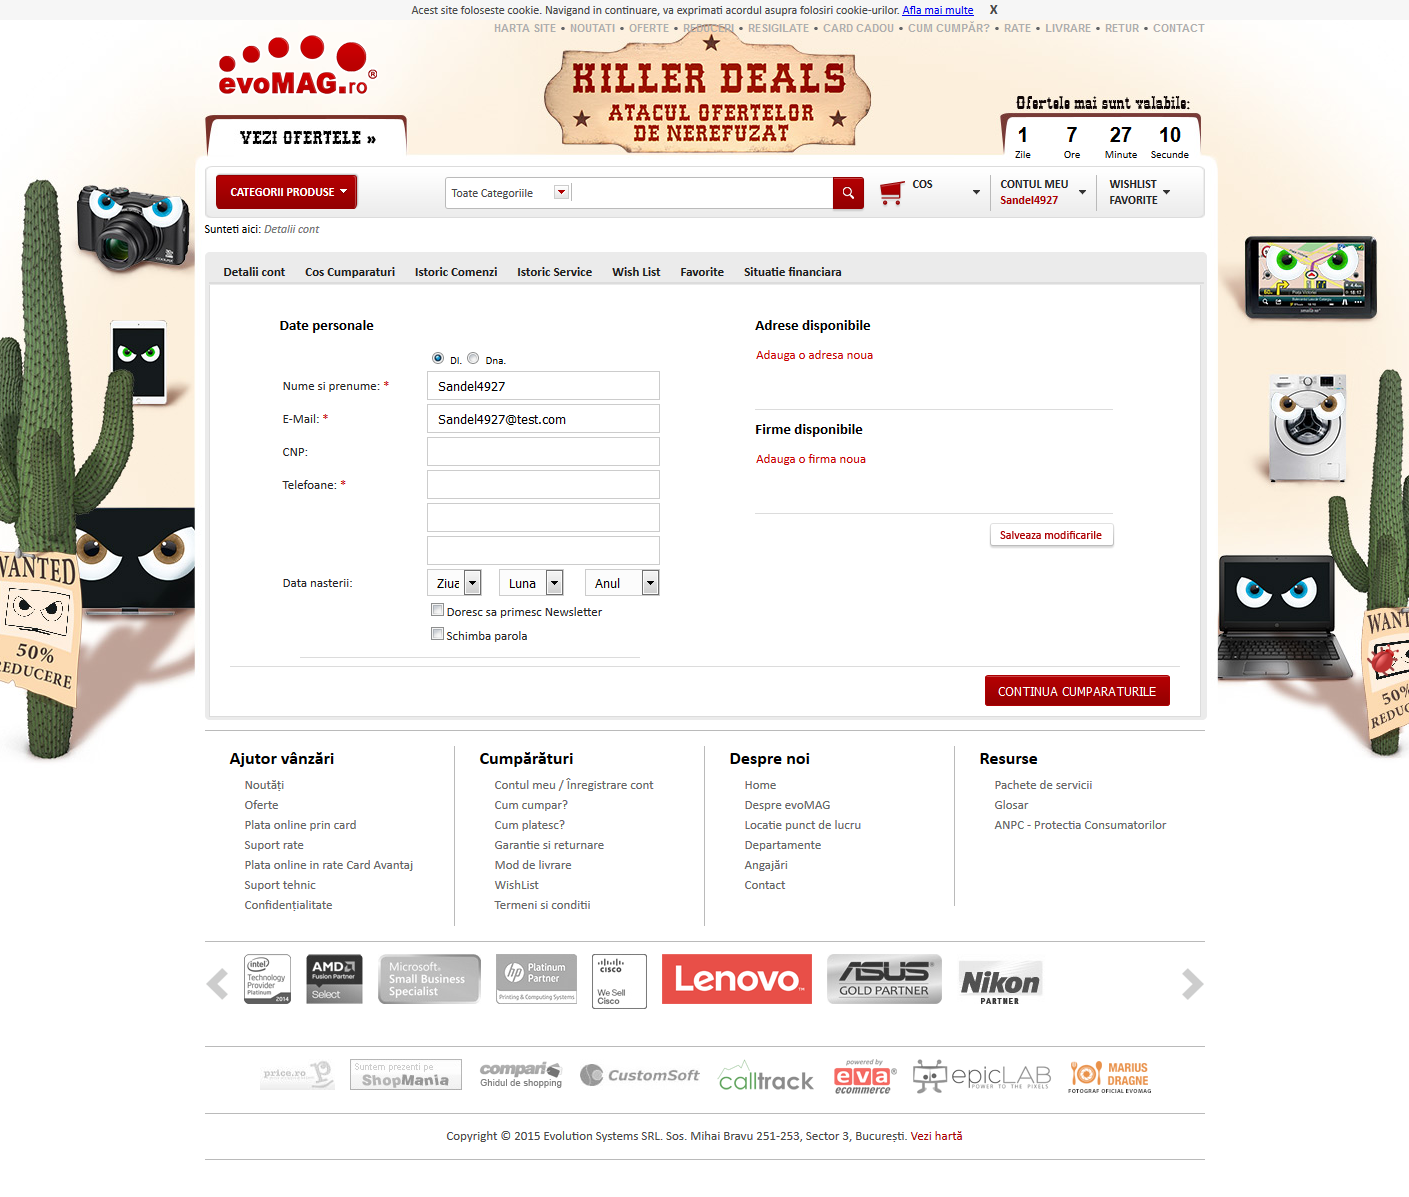 Acest site foloseste cookie. Navigand in continuare, va exprimati acordul asupra folosiri cookie-urilor. Afla mai multe X
HARTA SITE • NOUTATI • OFERTE • REDUCERI • RESIGILATE • CARD CADOU • CUM CUMPĂR? • RATE • LIVRARE • RETUR • CONTACT
evoMAG.ro®
KILLER DEALS
ATACUL OFERTELOR
DE NEREFUZAT
VEZI OFERTELE »
Ofertele mai sunt valabile:
1 7 27 10
Zile Ore Minute Secunde
CATEGORII PRODUSE
Toate Categoriile
COS
CONTUL MEU
Sandel4927
WISHLIST
FAVORITE
Sunteti aici: Detalii cont
Detalii cont Cos Cumparaturi Istoric Comenzi Istoric Service Wish List Favorite Situatie financiara
Date personale
Dl. Dna.
Nume si prenume: * Sandel4927
E-Mail: * Sandel4927@test.com
CNP:
Telefoane: *
Data nasterii: Ziua Luna Anul
Doresc sa primesc Newsletter
Schimba parola
Adrese disponibile
Adauga o adresa noua
Firme disponibile
Adauga o firma noua
Salveaza modificarile
CONTINUA CUMPARATURILE
WANTED
50%
REDUCERE
WANT
50%
REDUC
Ajutor vânzări
Noutăți
Oferte
Plata online prin card
Suport rate
Plata online in rate Card Avantaj
Suport tehnic
Confidențialitate
Cumpărături
Contul meu / Înregistrare cont
Cum cumpar?
Cum platesc?
Garantie si returnare
Mod de livrare
WishList
Termeni si conditii
Despre noi
Home
Despre evoMAG
Locatie punct de lucru
Departamente
Angajări
Contact
Resurse
Pachete de servicii
Glosar
ANPC - Protectia Consumatorilor
intel
Technology
Provider
Platinum
2014
AMD
Fusion Partner
Select
Microsoft
Small Business
Specialist
hp Platinum
Partner
Printing & Computing Systems
CISCO
We Sell
Cisco
Lenovo
ASUS
GOLD PARTNER
Nikon
PARTNER
price.ro
Suntem prezenti pe
ShopMania
compari
Ghidul de shopping
CustomSoft
calltrack
powered by
eva
ecommerce
epicLAB
POWER TO THE PIXELS
MARIUS
DRAGNE
FOTOGRAF OFICIAL EVOMAG
Copyright © 2015 Evolution Systems SRL. Sos. Mihai Bravu 251-253, Sector 3, București. Vezi hartă